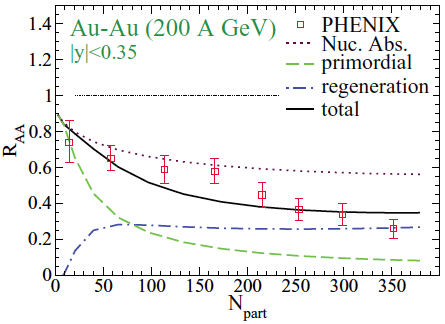 Au-Au (200 A GeV)
|y|<0.35
PHENIX
Nuc. Abs.
primordial
regeneration
total
R_AA
1.4
1.2
1
0.8
0.6
0.4
0.2
0
0 50 100 150 200 250 300 350 400
N_part